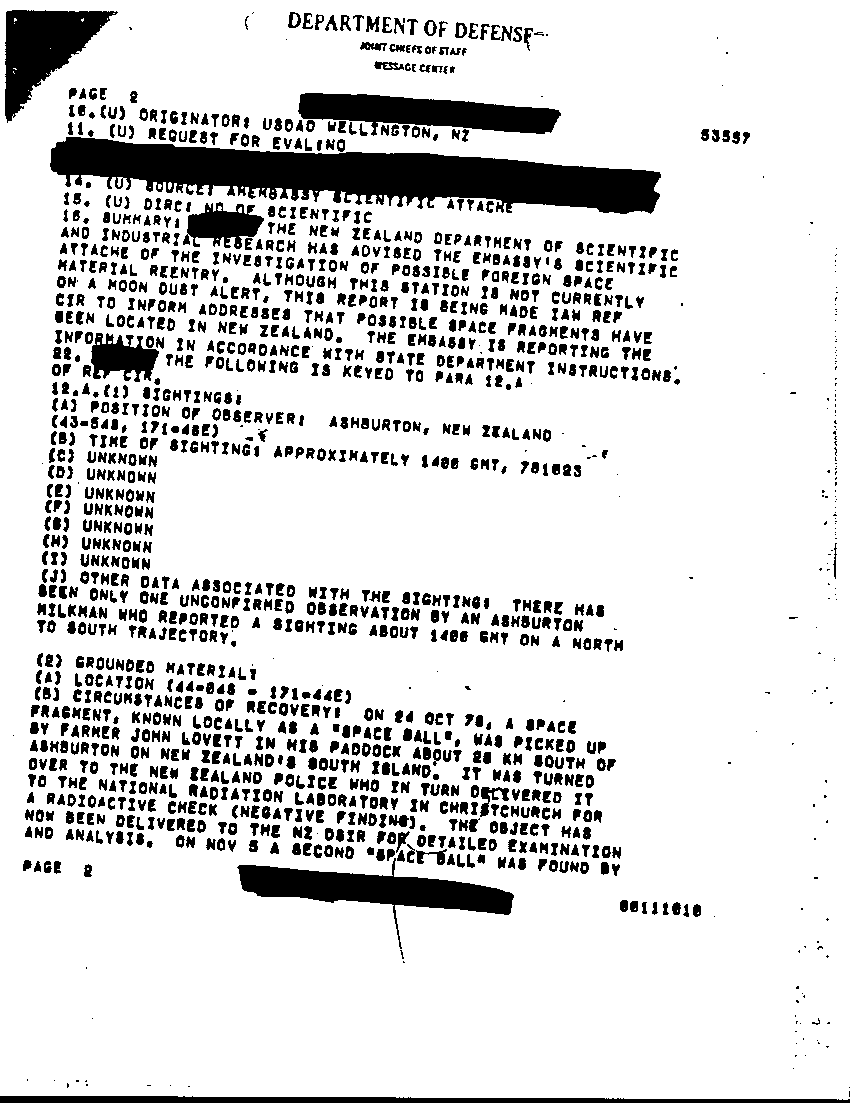 DEPARTMENT OF DEFENSE
JOINT CHIEFS OF STAFF
MESSAGE CENTER
PAGE 2
53557
10.(U) ORIGINATOR: USDAO WELLINGTON, NZ
11. (U) REQUEST FOR EVAL: NO
14. (U) SOURCE: AMEMBASSY SCIENTIFIC ATTACHE
15. (U) DIRC: NO OF SCIENTIFIC
16. SUMMARY: THE NEW ZEALAND DEPARTMENT OF SCIENTIFIC
AND INDUSTRIAL RESEARCH HAS ADVISED THE EMBASSY'S SCIENTIFIC
ATTACHE OF THE INVESTIGATION OF POSSIBLE FOREIGN SPACE
MATERIAL REENTRY. ALTHOUGH THIS STATION IS NOT CURRENTLY
ON A MOON DUST ALERT, THIS REPORT IS BEING MADE IAW REF
CIR TO INFORM ADDRESSES THAT POSSIBLE SPACE FRAGMENTS HAVE
BEEN LOCATED IN NEW ZEALAND. THE EMBASSY IS REPORTING THE
INFORMATION IN ACCORDANCE WITH STATE DEPARTMENT INSTRUCTIONS.
22. THE FOLLOWING IS KEYED TO PARA 12.A
OF REF CIR.
12.A.(1) SIGHTINGS:
(A) POSITION OF OBSERVER: ASHBURTON, NEW ZEALAND
(43-54S, 171-48E)
(B) TIME OF SIGHTING: APPROXIMATELY 1400 GMT, 781023
(C) UNKNOWN
(D) UNKNOWN
(E) UNKNOWN
(F) UNKNOWN
(G) UNKNOWN
(H) UNKNOWN
(I) UNKNOWN
(J) OTHER DATA ASSOCIATED WITH THE SIGHTING: THERE HAS
BEEN ONLY ONE UNCONFIRMED OBSERVATION BY AN ASHBURTON
MILKMAN WHO REPORTED A SIGHTING ABOUT 1400 GMT ON A NORTH
TO SOUTH TRAJECTORY.
(2) GROUNDED MATERIAL:
(A) LOCATION (44-04S - 171-44E)
(B) CIRCUMSTANCES OF RECOVERY: ON 24 OCT 78, A SPACE
FRAGMENT, KNOWN LOCALLY AS A "SPACE BALL", WAS PICKED UP
BY FARMER JOHN LOVETT IN HIS PADDOCK ABOUT 20 KM SOUTH OF
ASHBURTON ON NEW ZEALAND'S SOUTH ISLAND. IT WAS TURNED
OVER TO THE NEW ZEALAND POLICE WHO IN TURN DELIVERED IT
TO THE NATIONAL RADIATION LABORATORY IN CHRISTCHURCH FOR
A RADIOACTIVE CHECK (NEGATIVE FINDING). THE OBJECT HAS
NOW BEEN DELIVERED TO THE NZ DSIR FOR DETAILED EXAMINATION
AND ANALYSIS. ON NOV 5 A SECOND "SPACE BALL" WAS FOUND BY
PAGE 2
00111010